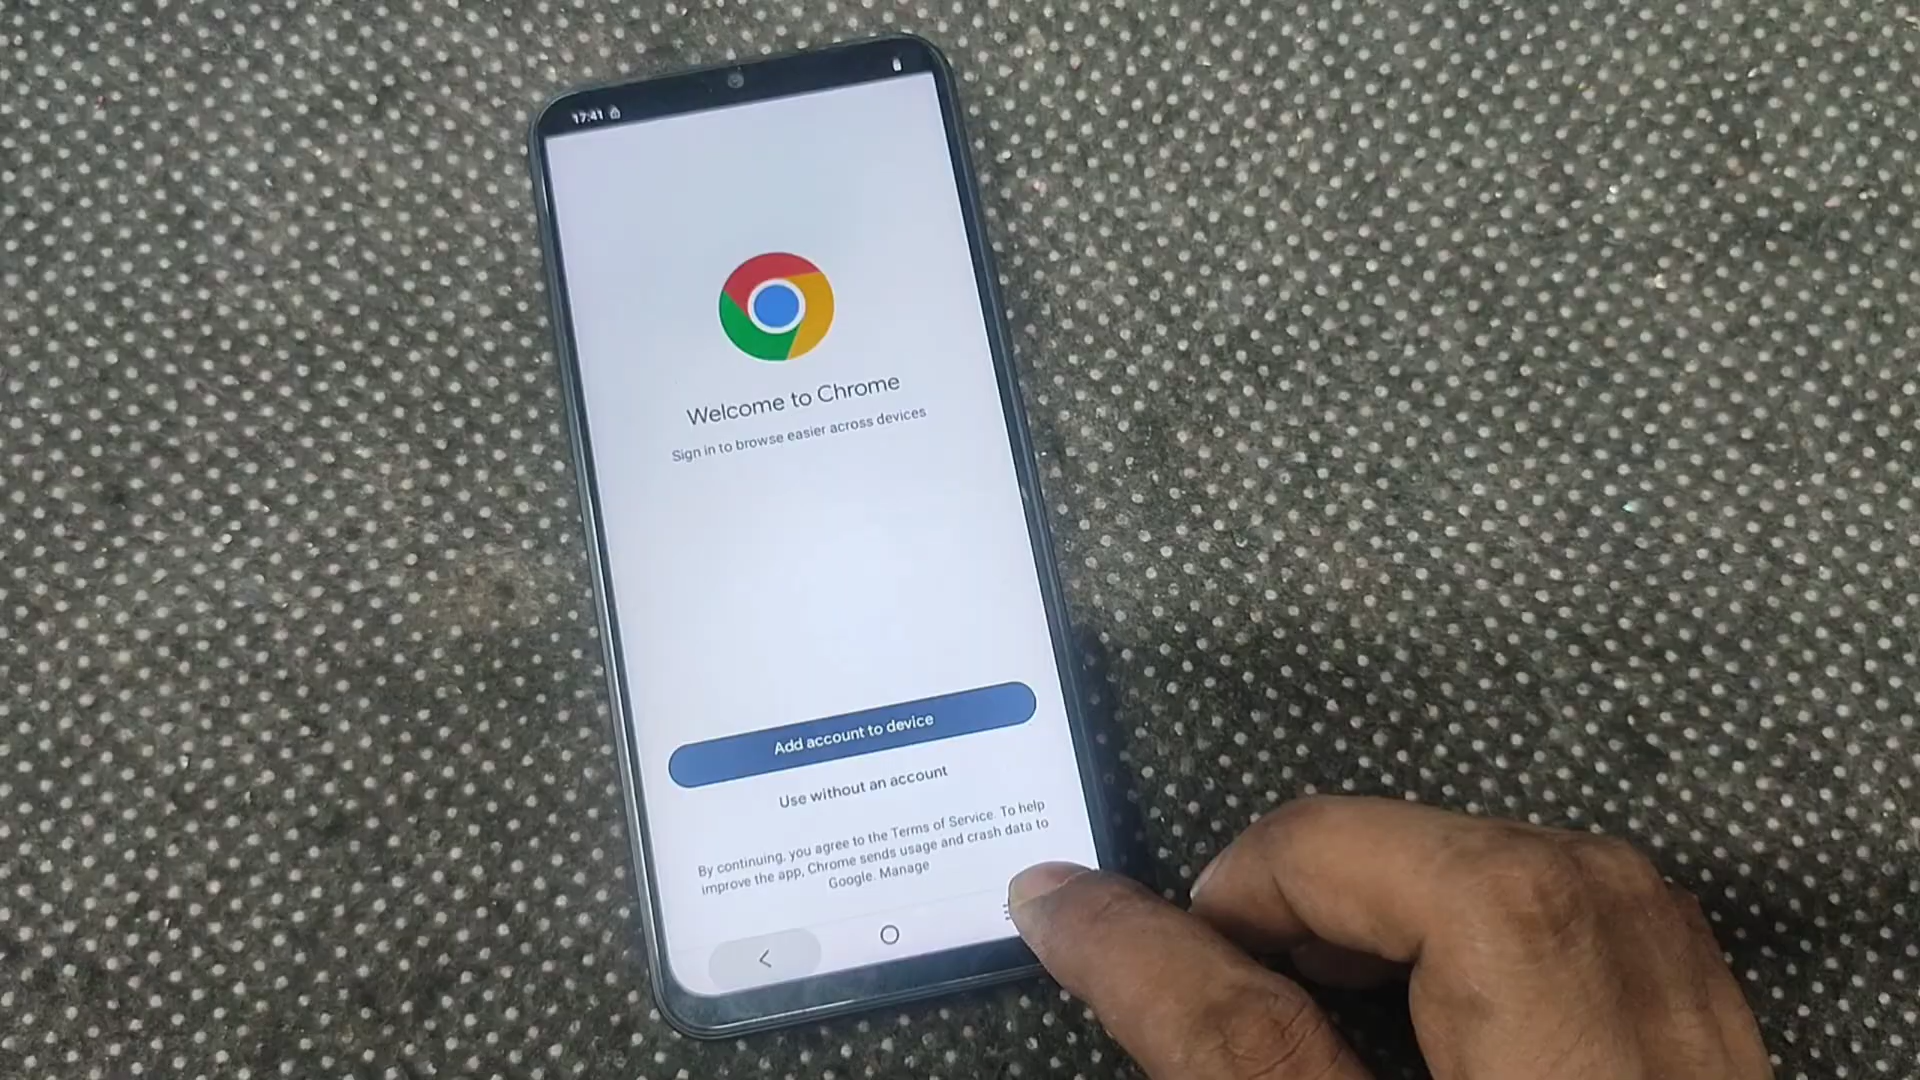 17:41
Welcome to Chrome
Sign in to browse easier across devices
Add account to device
Use without an account
By continuing, you agree to the Terms of Service. To help
improve the app, Chrome sends usage and crash data to
Google. Manage